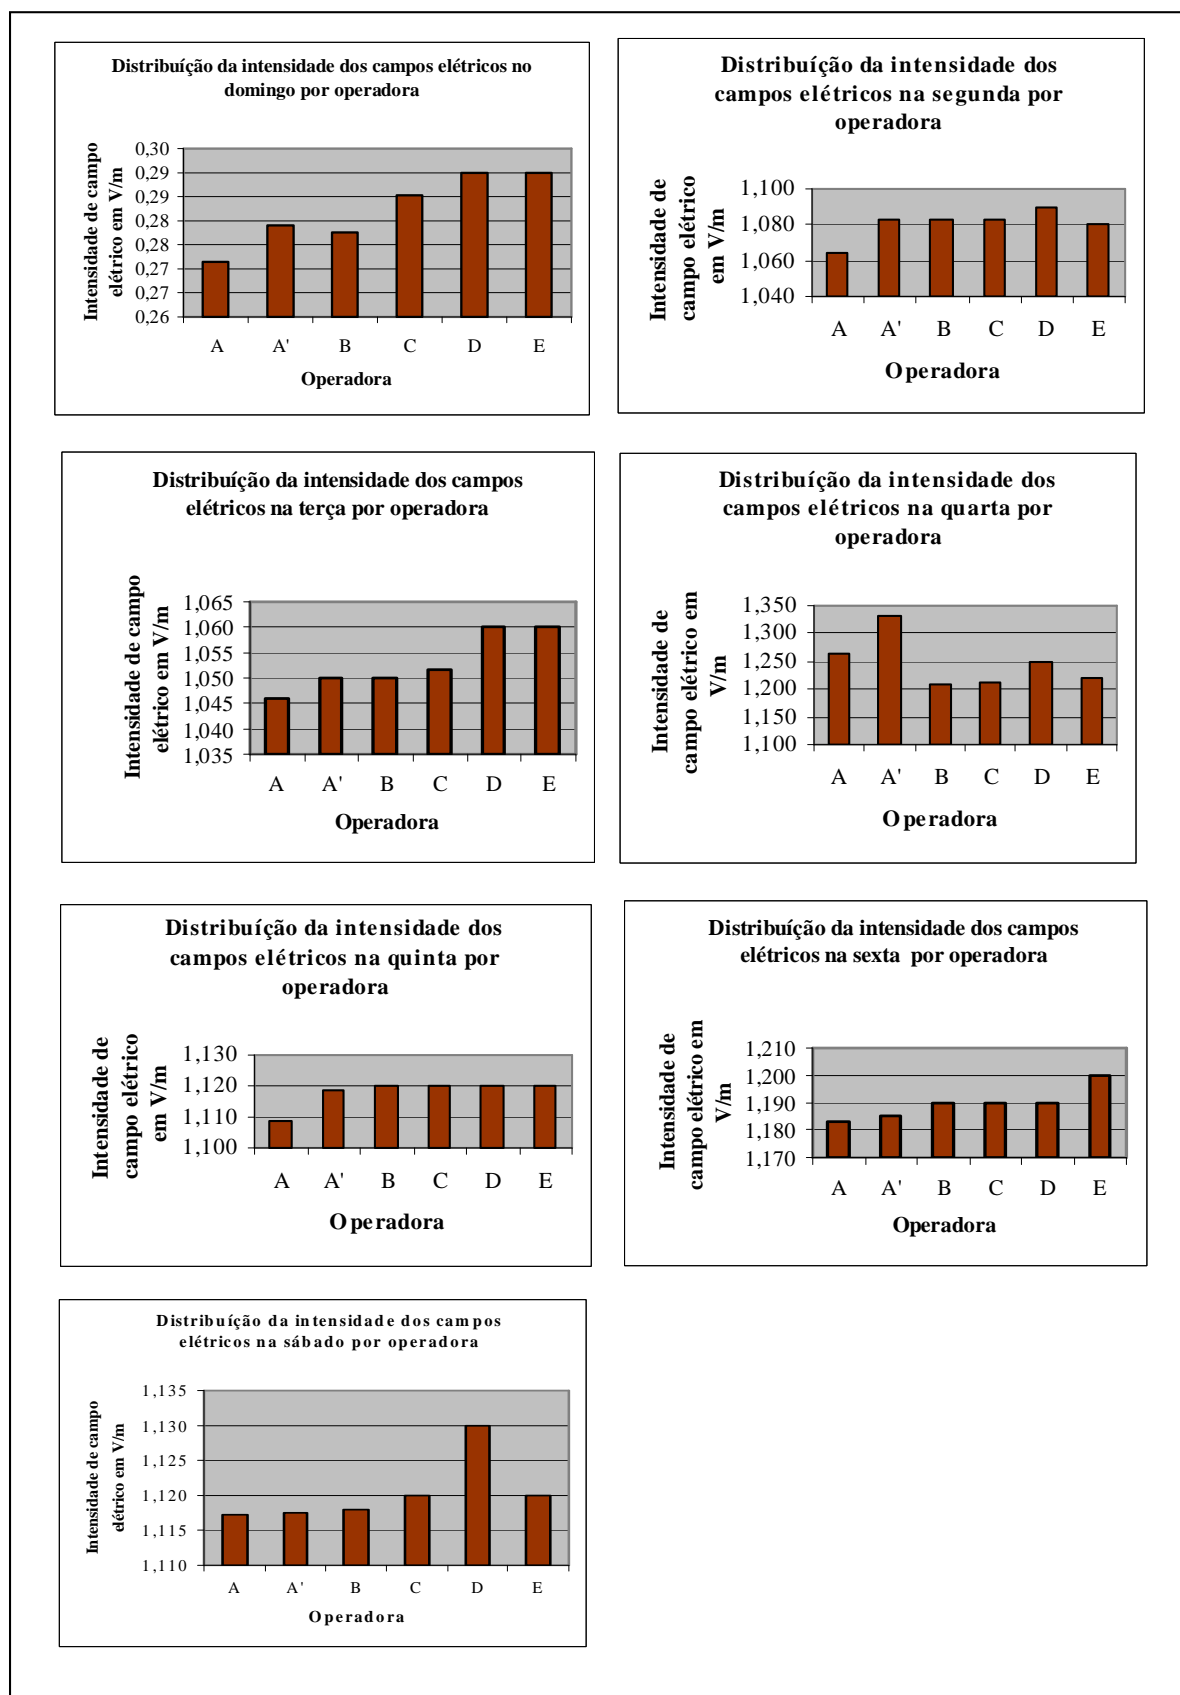 Distribuíção da intensidade dos campos elétricos no
domingo por operadora
Intensidade de campo
elétrico em V/m
0,30
0,29
0,29
0,28
0,28
0,27
0,27
0,26
A A' B C D E
Operadora
Distribuíção da intensidade dos
campos elétricos na segunda por
operadora
Intensidade de
campo elétrico
em V/m
1,100
1,080
1,060
1,040
A A' B C D E
Operadora
Distribuíção da intensidade dos campos
elétricos na terça por operadora
Intensidade de campo
elétrico em V/m
1,065
1,060
1,055
1,050
1,045
1,040
1,035
A A' B C D E
Operadora
Distribuíção da intensidade dos
campos elétricos na quarta por
operadora
Intensidade de
campo elétrico em
V/m
1,350
1,300
1,250
1,200
1,150
1,100
A A' B C D E
Operadora
Distribuíção da intensidade dos
campos elétricos na quinta por
operadora
Intensidade de
campo elétrico
em V/m
1,130
1,120
1,110
1,100
A A' B C D E
Operadora
Distribuíção da intensidade dos campos
elétricos na sexta por operadora
Intensidade de
campo elétrico em
V/m
1,210
1,200
1,190
1,180
1,170
A A' B C D E
Operadora
Distribuíção da intensidade dos campos
elétricos na sábado por operadora
Intensidade de campo
elétrico em V/m
1,135
1,130
1,125
1,120
1,115
1,110
A A' B C D E
Operadora